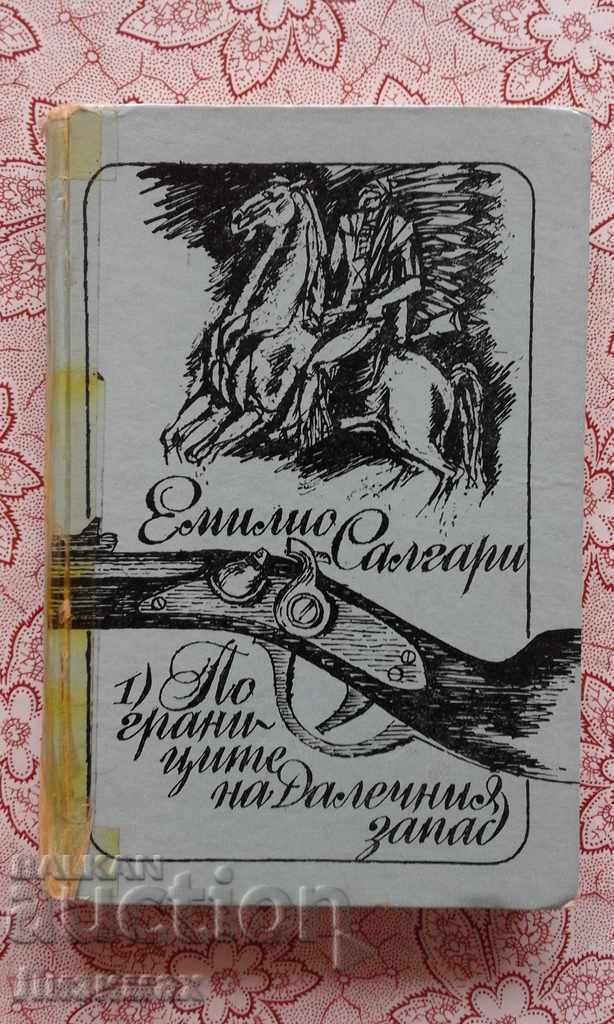 Емилио
Салгари
1) По
грани-
ците
на Далечния
запад
BALKAN
auction